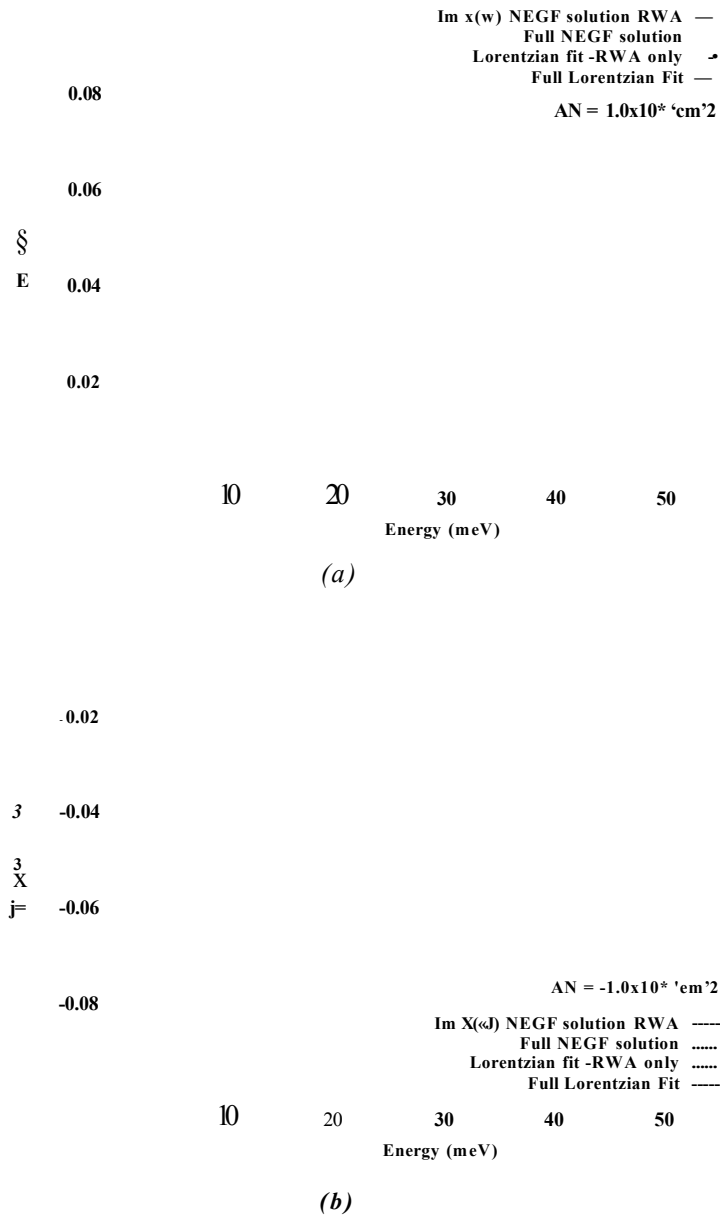 Im x(w) NEGF solution RWA —
Full NEGF solution
Lorentzian fit -RWA only -•
Full Lorentzian Fit —
AN = 1.0x10* ‘cm’2
0.08
0.06
§
E
0.04
0.02
10 20 30 40 50
Energy (meV)
(a)
-0.02
3
-0.04
3
X
j=
-0.06
AN = -1.0x10* 'em’2
-0.08
Im X(«J) NEGF solution RWA -----
Full NEGF solution ......
Lorentzian fit -RWA only ......
Full Lorentzian Fit -----
10 20 30 40 50
Energy (meV)
(b)